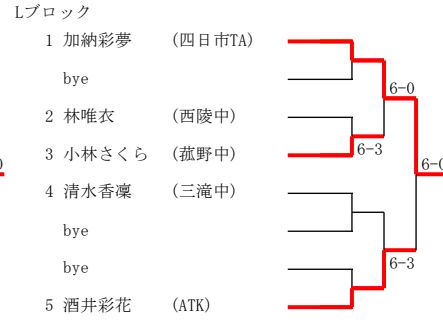 Lブロック
1 加納彩夢 (四日市TA)
bye
6-0
2 林唯衣 (西陵中)
3 小林さくら (菰野中)
6-3
6-0
4 清水香凜 (三滝中)
bye
bye
6-3
5 酒井彩花 (ATK)